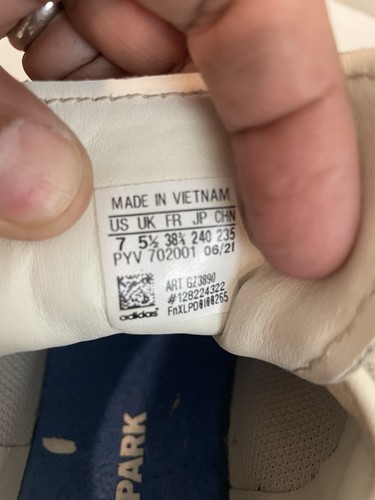 MADE IN VIETNAM
US UK FR JP CHN
7 5½ 38⅔ 240 235
PYV 702001 06/21
ART GZ3890
#128224322
FnXLPD0100265
adidas
PARK